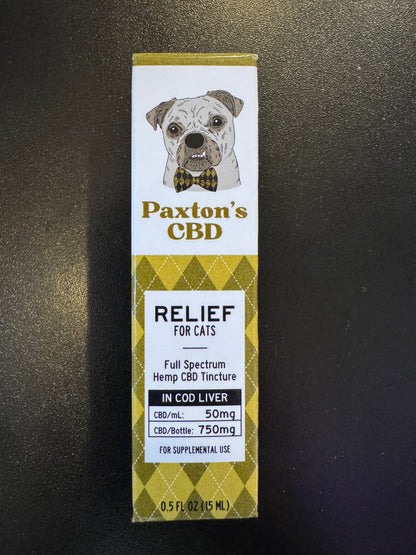 Paxton's
CBD
RELIEF
FOR CATS
Full Spectrum
Hemp CBD Tincture
IN COD LIVER
CBD/mL: 50mg
CBD/Bottle: 750mg
FOR SUPPLEMENTAL USE
0.5 FL OZ (15 ML)